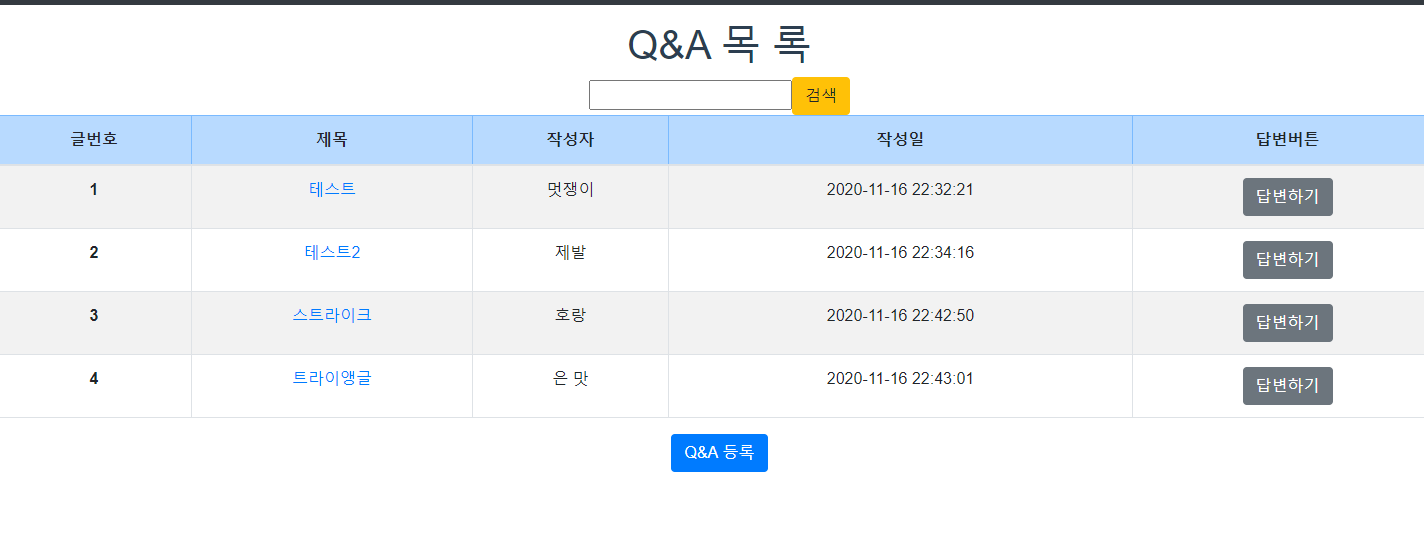 Q&A 목 록
검색
글번호 제목 작성자 작성일 답변버튼
1 테스트 멋쟁이 2020-11-16 22:32:21 답변하기
2 테스트2 제발 2020-11-16 22:34:16 답변하기
3 스트라이크 호랑 2020-11-16 22:42:50 답변하기
4 트라이앵글 은 맛 2020-11-16 22:43:01 답변하기
Q&A 등록